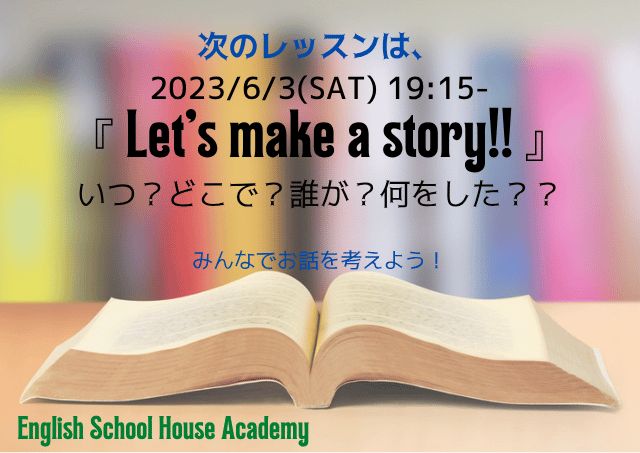 次のレッスンは、
2023/6/3(SAT) 19:15-
『 Let's make a story!! 』
いつ？どこで？誰が？何をした？？
みんなでお話を考えよう！
English School House Academy